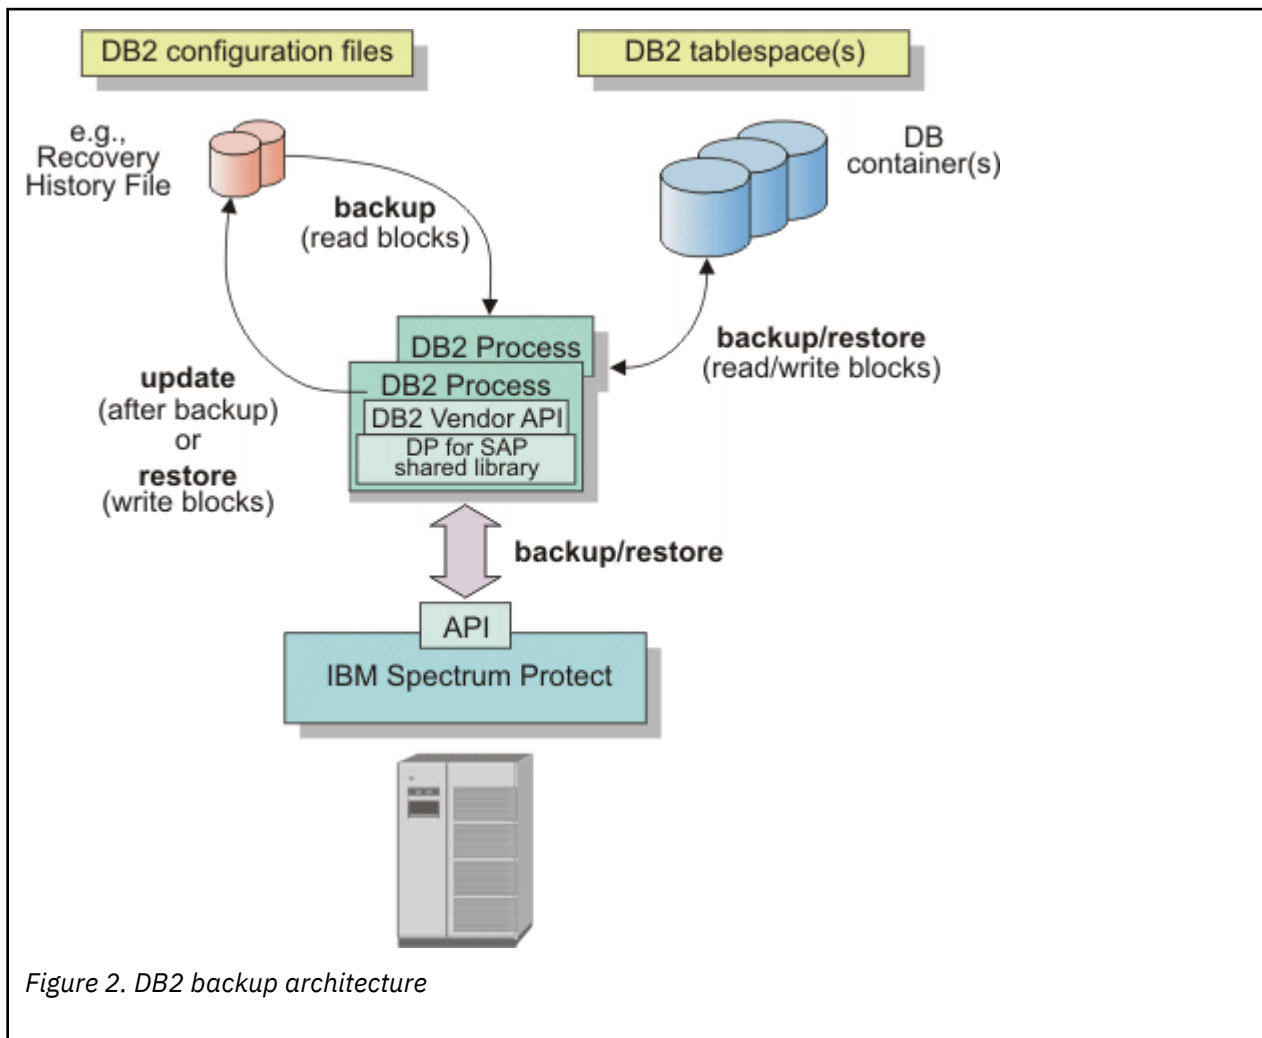 DB2 configuration files
DB2 tablespace(s)
e.g.,
Recovery
History File
DB
container(s)
backup
(read blocks)
DB2 Process
DB2 Process
DB2 Vendor API
DP for SAP
shared library
backup/restore
(read/write blocks)
update
(after backup)
or
restore
(write blocks)
backup/restore
API
IBM Spectrum Protect
Figure 2. DB2 backup architecture